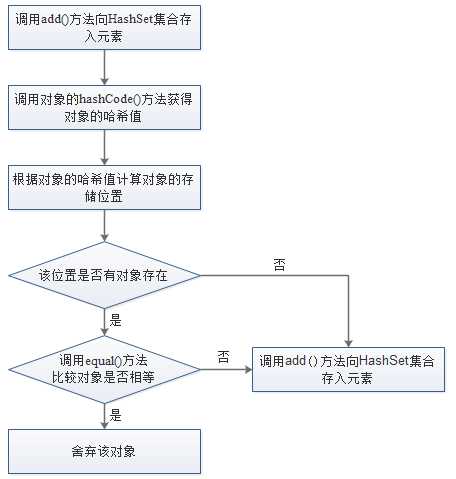 调用add()方法向HashSet集合存
入元素
调用对象的hashCode()方法获得
对象的哈希值
根据对象的哈希值计算对象的存
储位置
该位置是否有对象存在
否
是
调用equal()方法
比较对象是否相等
否
调用add()方法向HashSet集合
存入元素
是
舍弃该对象